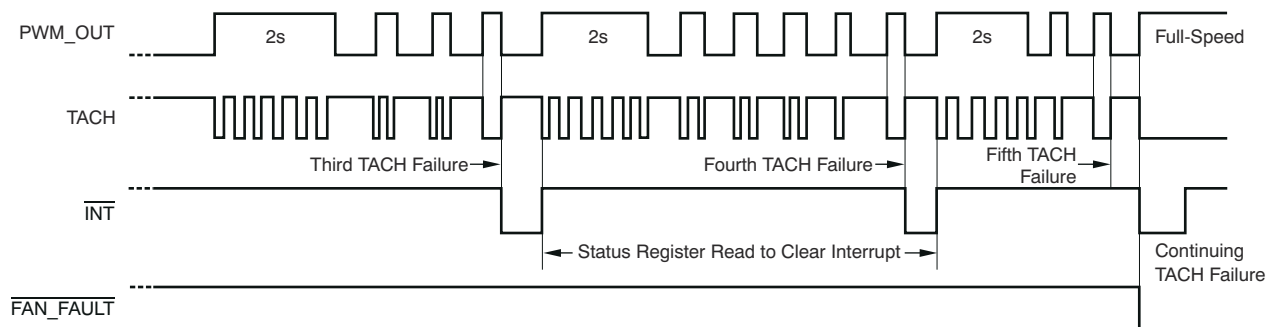 PWM_OUT
2s
2s
2s
Full-Speed
TACH
Third TACH Failure
Fourth TACH Failure
Fifth TACH
Failure
INT
Status Register Read to Clear Interrupt
Continuing
TACH Failure
FAN_FAULT